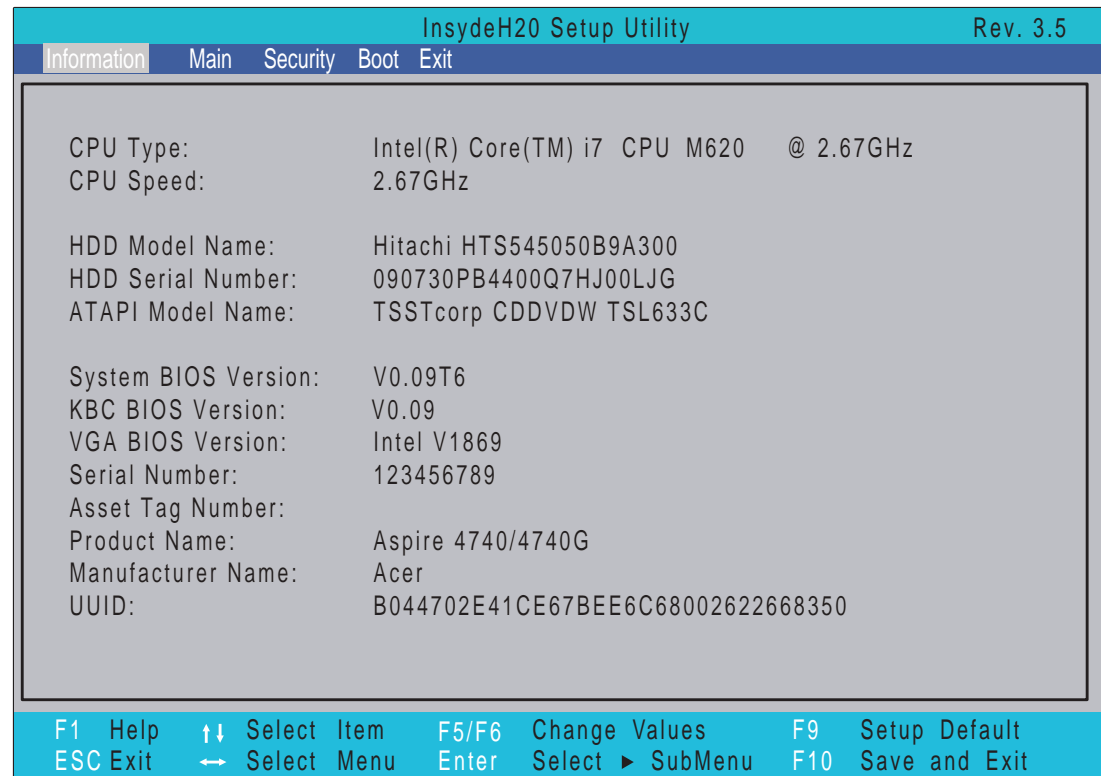 InsydeH20 Setup Utility Rev. 3.5
Information Main Security Boot Exit
CPU Type: Intel(R) Core(TM) i7 CPU M620 @ 2.67GHz
CPU Speed: 2.67GHz
HDD Model Name: Hitachi HTS545050B9A300
HDD Serial Number: 090730PB4400Q7HJ00LJG
ATAPI Model Name: TSSTcorp CDDVDW TSL633C
System BIOS Version: V0.09T6
KBC BIOS Version: V0.09
VGA BIOS Version: Intel V1869
Serial Number: 123456789
Asset Tag Number:
Product Name: Aspire 4740/4740G
Manufacturer Name: Acer
UUID: B044702E41CE67BEE6C68002622668350
F1 Help ↑↓ Select Item F5/F6 Change Values F9 Setup Default
ESC Exit ↔ Select Menu Enter Select ► SubMenu F10 Save and Exit